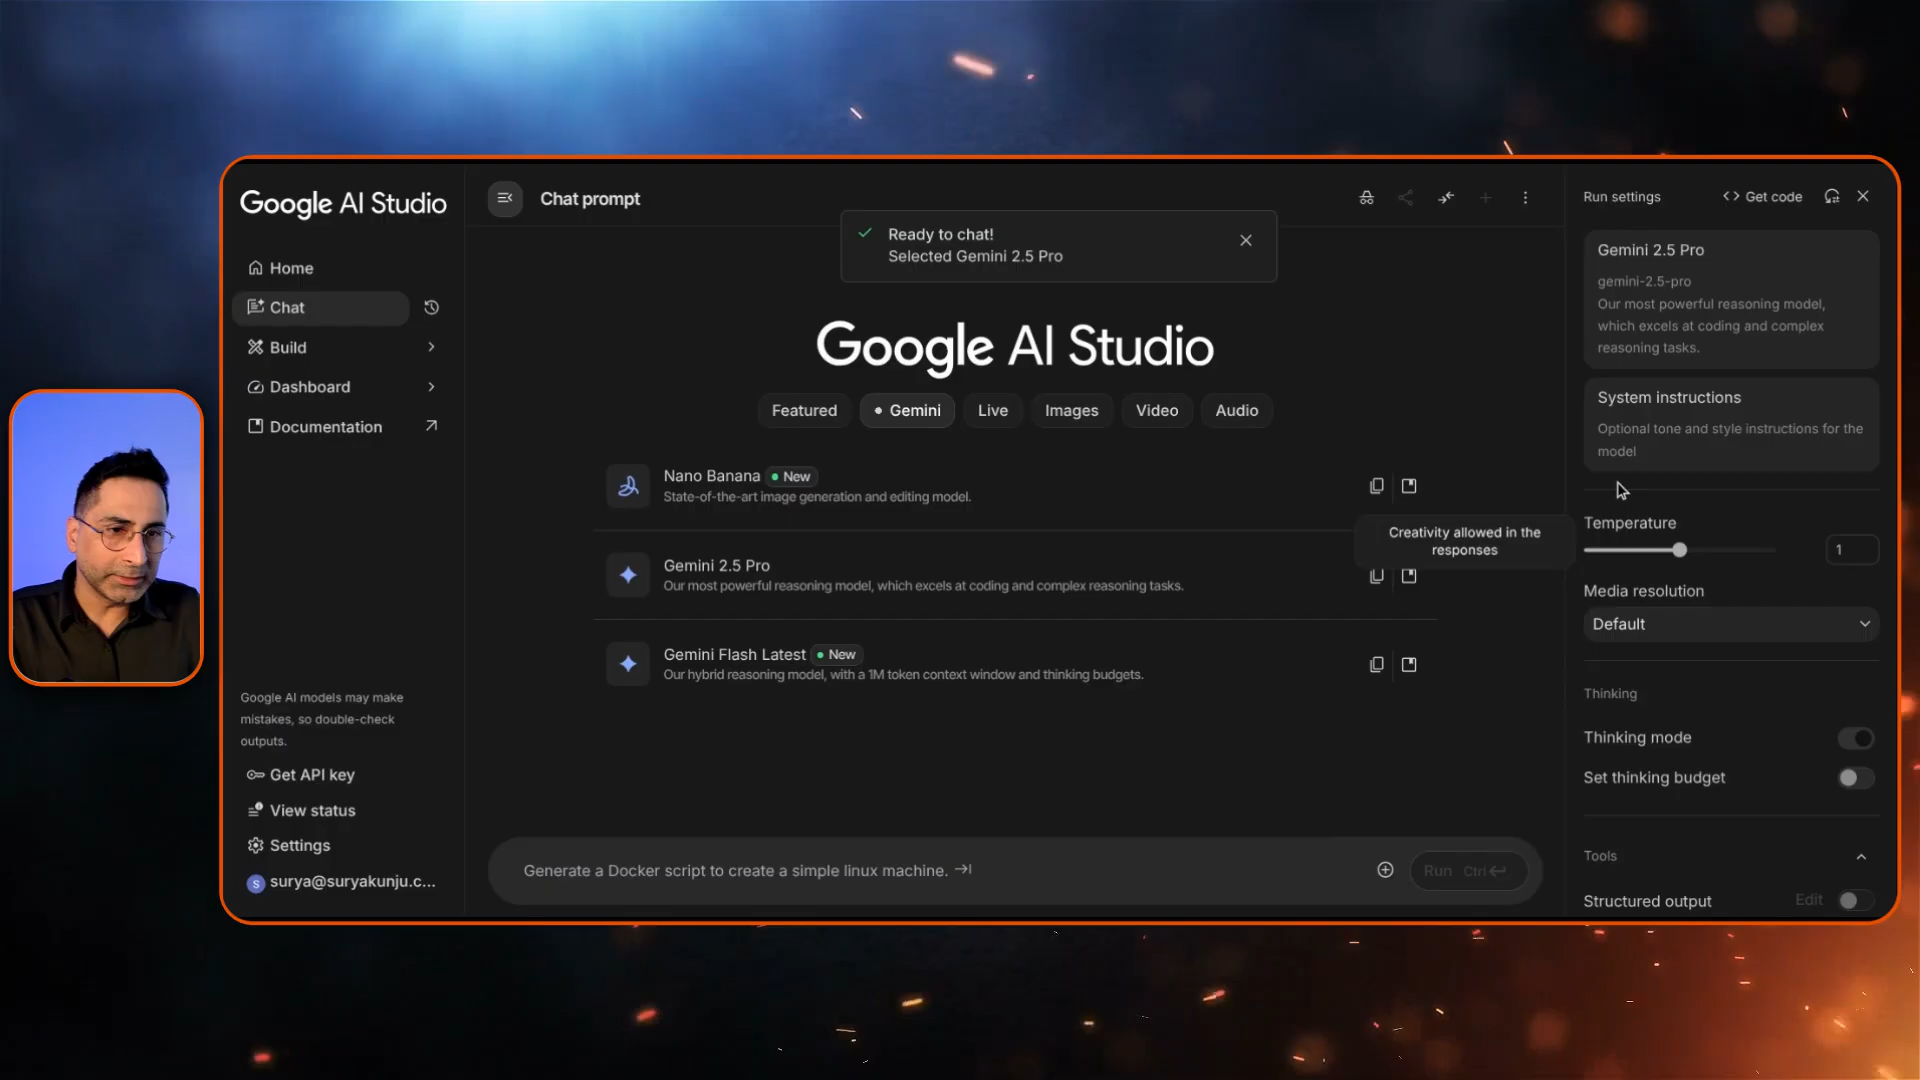 Google AI Studio
Home
Chat
Build
Dashboard
Documentation
Google AI models may make
mistakes, so double-check
outputs.
Get API key
View status
Settings
S surya@suryakunju.c...
Chat prompt
Ready to chat!
Selected Gemini 2.5 Pro
Google AI Studio
Featured
Gemini
Live
Images
Video
Audio
Nano Banana New
State-of-the-art image generation and editing model.
Gemini 2.5 Pro
Our most powerful reasoning model, which excels at coding and complex reasoning tasks.
Gemini Flash Latest New
Our hybrid reasoning model, with a 1M token context window and thinking budgets.
Generate a Docker script to create a simple linux machine.
Run Ctrl
Creativity allowed in the
responses
Run settings
<> Get code
Gemini 2.5 Pro
gemini-2.5-pro
Our most powerful reasoning model,
which excels at coding and complex
reasoning tasks.
System instructions
Optional tone and style instructions for the
model
Temperature
1
Media resolution
Default
Thinking
Thinking mode
Set thinking budget
Tools
Structured output Edit